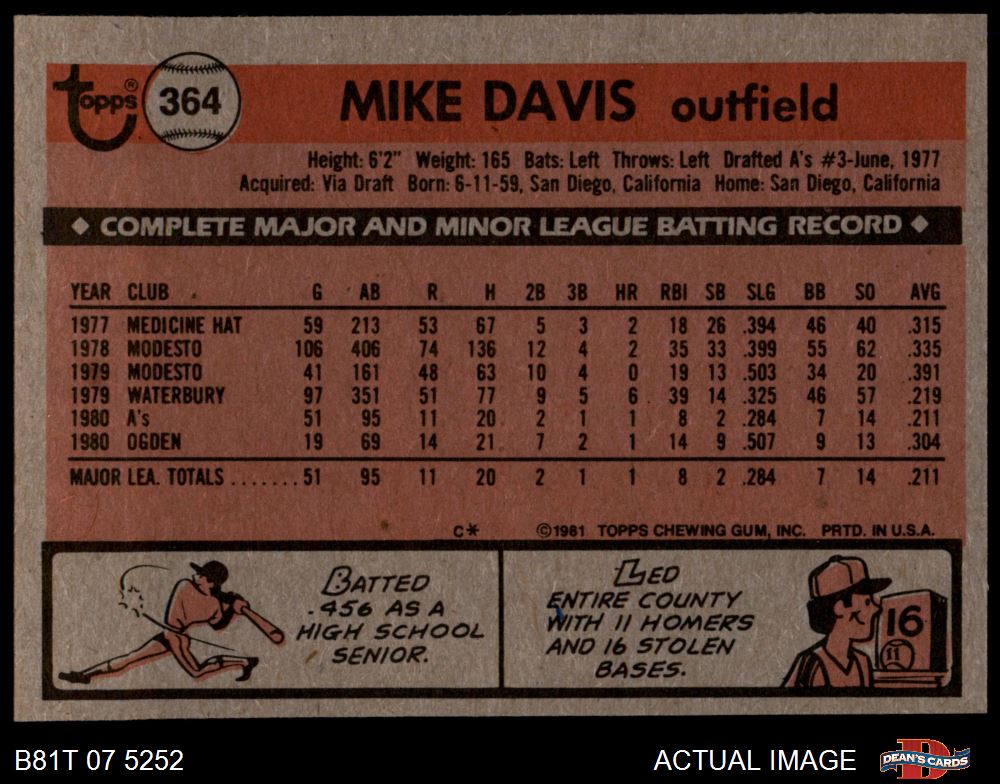 topps® 364 MIKE DAVIS outfield
Height: 6'2" Weight: 165 Bats: Left Throws: Left Drafted A's #3-June, 1977
Acquired: Via Draft Born: 6-11-59, San Diego, California Home: San Diego, California
◆ COMPLETE MAJOR AND MINOR LEAGUE BATTING RECORD ◆
YEAR CLUB G AB R H 2B 3B HR RBI SB SLG BB SO AVG
1977 MEDICINE HAT 59 213 53 67 5 3 2 18 26 .394 46 40 .315
1978 MODESTO 106 406 74 136 12 4 2 35 33 .399 55 62 .335
1979 MODESTO 41 161 48 63 10 4 0 19 13 .503 34 20 .391
1979 WATERBURY 97 351 51 77 9 5 6 39 14 .325 46 57 .219
1980 A's 51 95 11 20 2 1 1 8 2 .284 7 14 .211
1980 OGDEN 19 69 14 21 7 2 1 14 9 .507 9 13 .304
MAJOR LEA. TOTALS ....... 51 95 11 20 2 1 1 8 2 .284 7 14 .211
C* ©1981 TOPPS CHEWING GUM, INC. PRTD. IN U.S.A.
BATTED
.456 AS A
HIGH SCHOOL
SENIOR.
LED
ENTIRE COUNTY
WITH 11 HOMERS
AND 16 STOLEN
BASES.
16
11
B81T 07 5252 ACTUAL IMAGE D DEAN'S CARDS